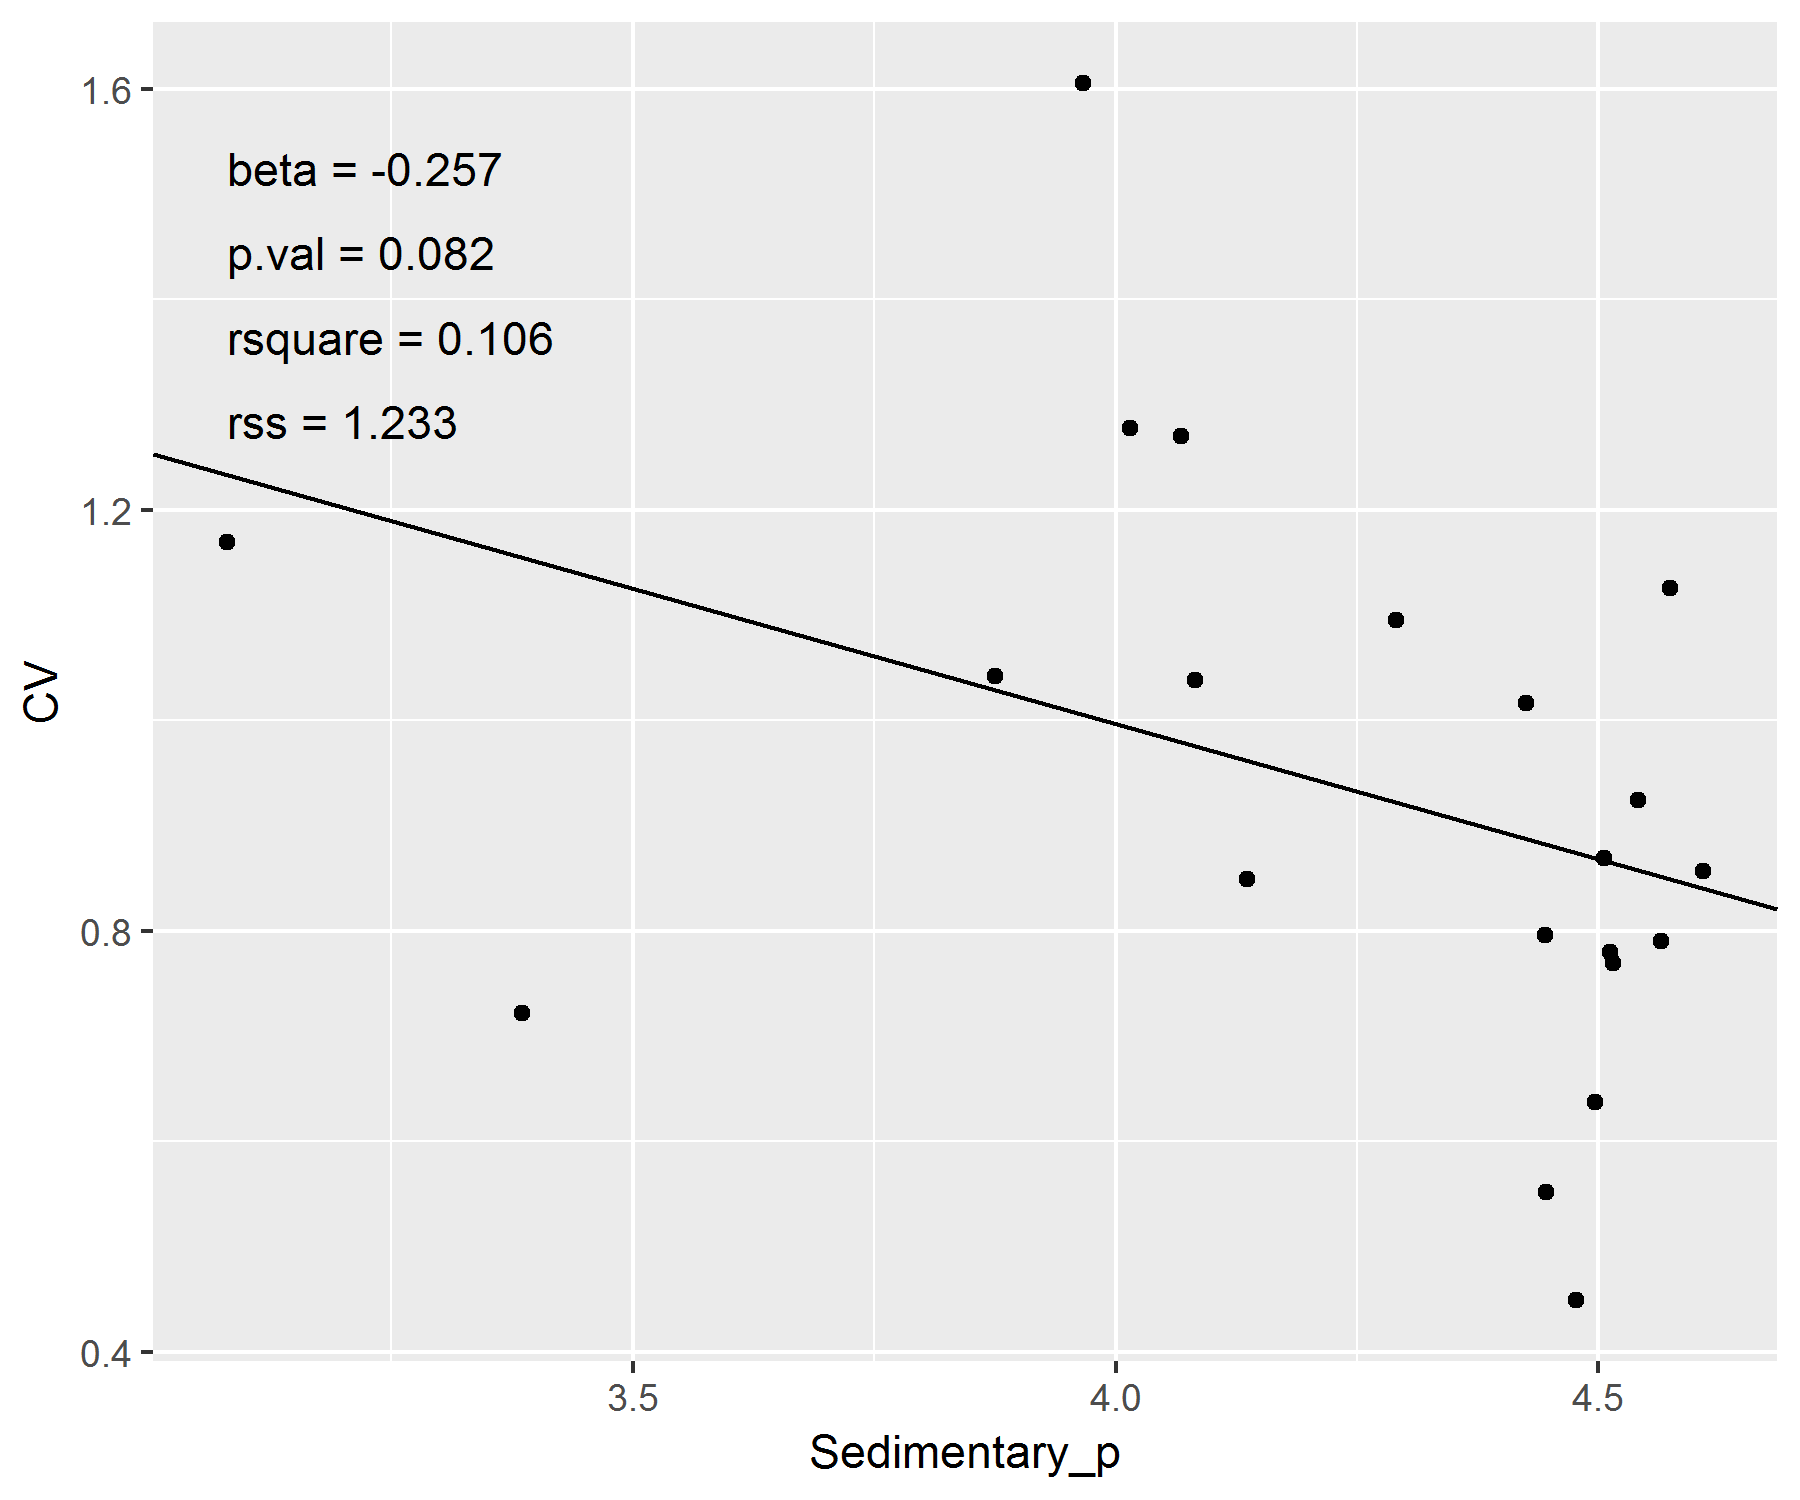 1.6
beta = -0.257
p.val = 0.082
rsquare = 0.106
rss = 1.233
1.2
CV
0.8
0.4
3.5 4.0 4.5
Sedimentary_p